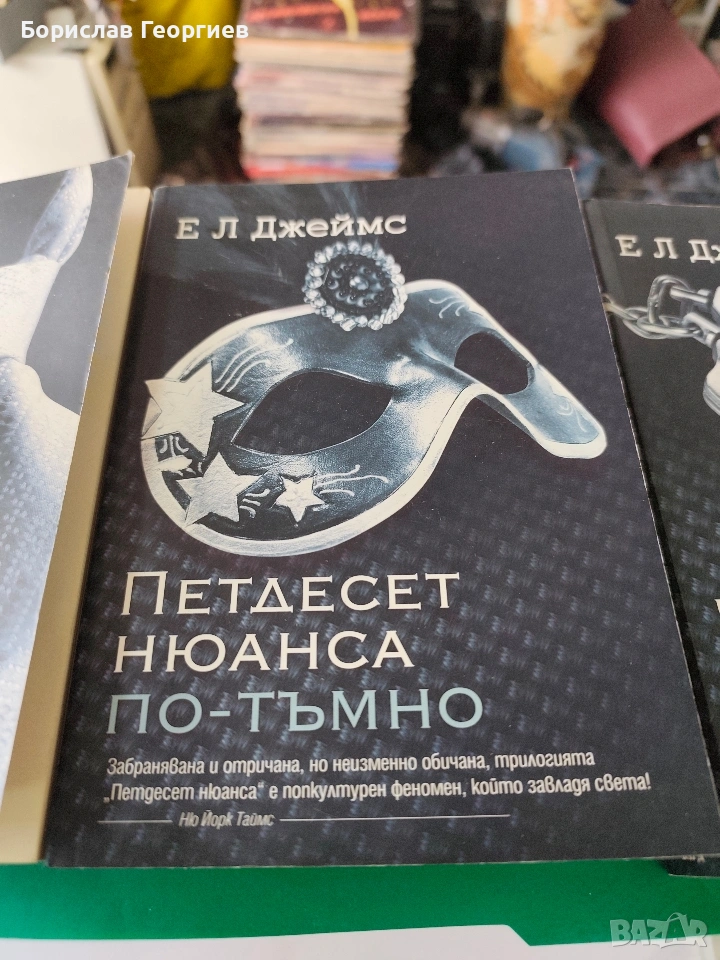 Борислав Георгиев
Е Л Джеймс
Е Л
ПЕТДЕСЕТ
НЮАНСА
ПО-ТЪМНО
Забранявана и отричана, но неизменно обичана, трилогията
„Петдесет нюанса“ е попкултурен феномен, който завладя света!
Ню Йорк Таймс
BAZAR